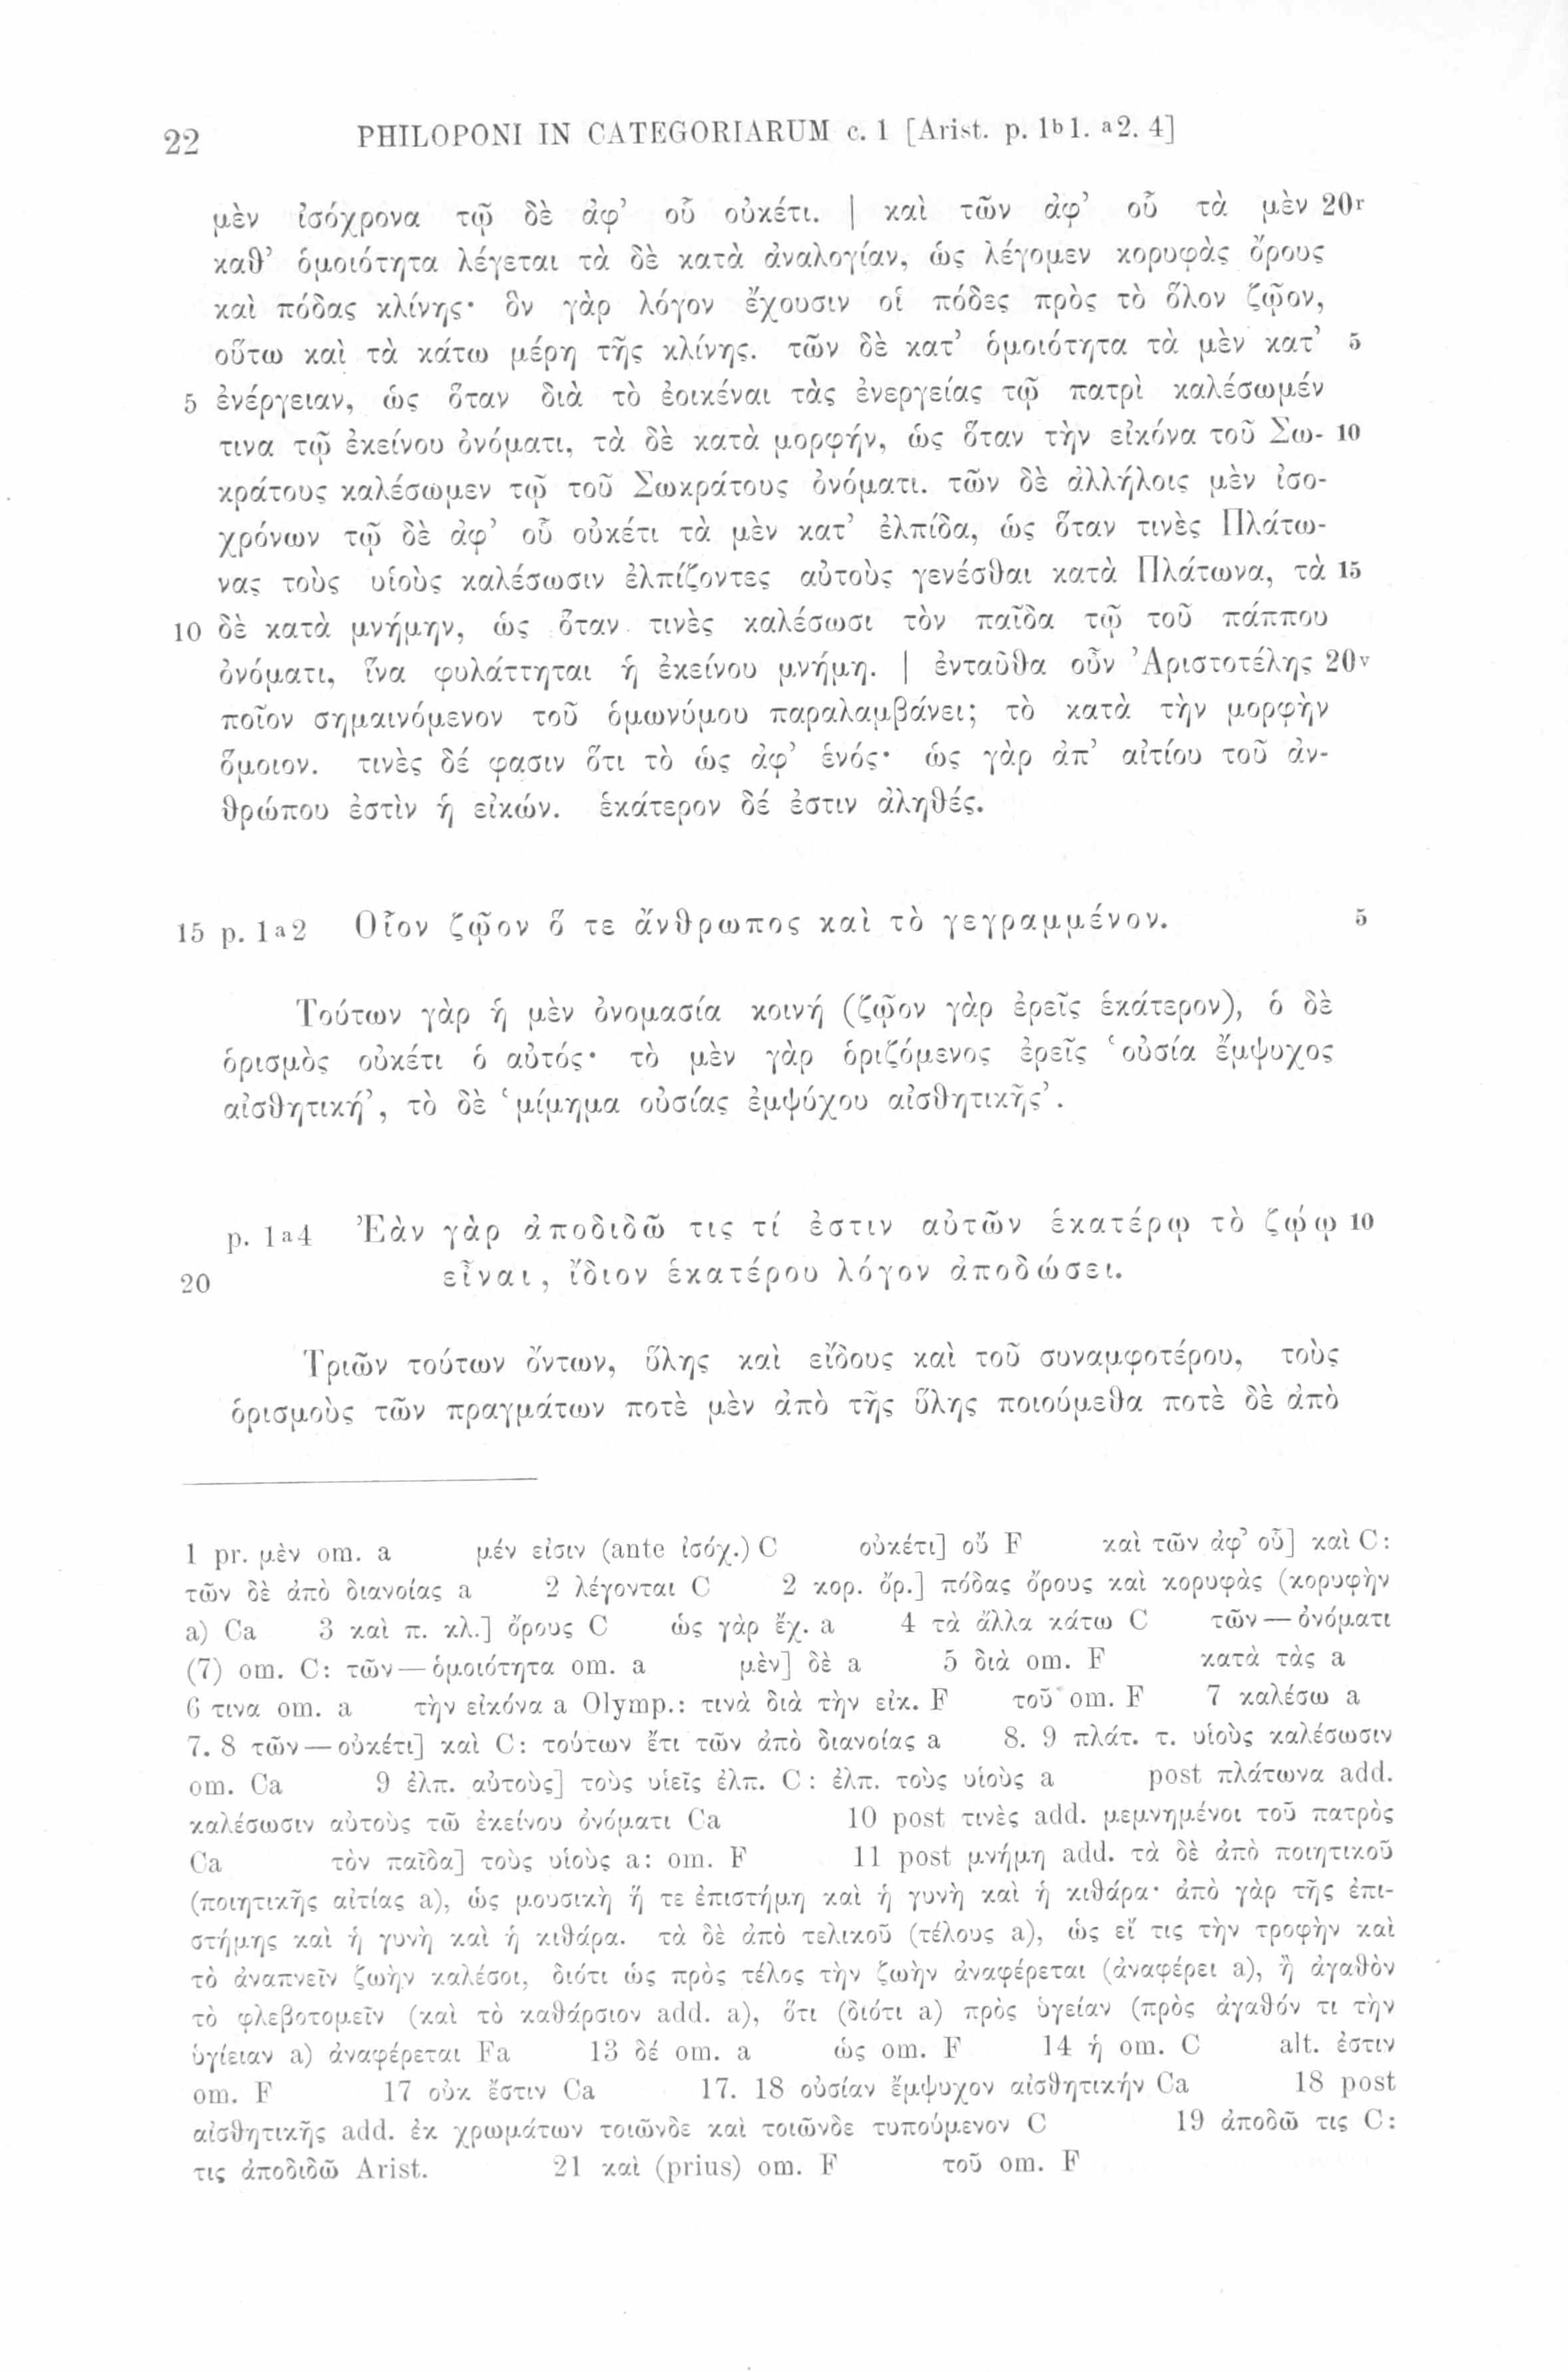 22 PHILOPONI IN CATEGORIARUM c. 1 [Arist. p. 1b1. a2. 4]
μὲν ἰσόχρονα τῷ δὲ ἀφ’ οὗ οὐκέτι. | καὶ τῶν ἀφ’ οὗ τὰ μὲν 20r
καθ’ ὁμοιότητα λέγεται τὰ δὲ κατὰ ἀναλογίαν, ὡς λέγομεν κορυφὰς ὄρους
καὶ πόδας κλίνης· ὃν γὰρ λόγον ἔχουσιν οἱ πόδες πρὸς τὸ ὅλον ζῷον,
οὕτω καὶ τὰ κάτω μέρη τῆς κλίνης. τῶν δὲ κατ’ ὁμοιότητα τὰ μὲν κατ’ 5
5 ἐνέργειαν, ὡς ὅταν διὰ τὸ ἐοικέναι τὰς ἐνεργείας τῷ πατρὶ καλέσωμέν
τινα τῷ ἐκείνου ὀνόματι, τὰ δὲ κατὰ μορφήν, ὡς ὅταν τὴν εἰκόνα τοῦ Σω- 10
κράτους καλέσωμεν τῷ τοῦ Σωκράτους ὀνόματι. τῶν δὲ ἀλλήλοις μὲν ἰσο-
χρόνων τῷ δὲ ἀφ’ οὗ οὐκέτι τὰ μὲν κατ’ ἐλπίδα, ὡς ὅταν τινὲς Πλάτω-
νας τοὺς υἱοὺς καλέσωσιν ἐλπίζοντες αὐτοὺς γενέσθαι κατὰ Πλάτωνα, τὰ 15
10 δὲ κατὰ μνήμην, ὡς ὅταν τινὲς καλέσωσι τὸν παῖδα τῷ τοῦ πάππου
ὀνόματι, ἵνα φυλάττηται ἡ ἐκείνου μνήμη. | ἐνταῦθα οὖν Ἀριστοτέλης 20v
ποῖον σημαινόμενον τοῦ ὁμωνύμου παραλαμβάνει; τὸ κατὰ τὴν μορφὴν
ὅμοιον. τινὲς δέ φασιν ὅτι τὸ ὡς ἀφ’ ἑνός· ὡς γὰρ ἀπ’ αἰτίου τοῦ ἀν-
θρώπου ἐστὶν ἡ εἰκών. ἑκάτερον δέ ἐστιν ἀληθές.
15 p. 1a2 Οἷον ζῷον ὅ τε ἄνθρωπος καὶ τὸ γεγραμμένον. 5
Τούτων γὰρ ἡ μὲν ὀνομασία κοινή (ζῷον γὰρ ἐρεῖς ἑκάτερον), ὁ δὲ
ὁρισμὸς οὐκέτι ὁ αὐτός· τὸ μὲν γὰρ ὁριζόμενος ἐρεῖς ‘οὐσία ἔμψυχος
αἰσθητική’, τὸ δὲ ‘μίμημα οὐσίας ἐμψύχου αἰσθητικῆς’.
p. 1a4 Ἐὰν γὰρ ἀποδιδῶ τις τί ἐστιν αὐτῶν ἑκατέρῳ τὸ ζῴῳ 10
20 εἶναι, ἴδιον ἑκατέρου λόγον ἀποδώσει.
Τριῶν τούτων ὄντων, ὕλης καὶ εἴδους καὶ τοῦ συναμφοτέρου, τοὺς
ὁρισμοὺς τῶν πραγμάτων ποτὲ μὲν ἀπὸ τῆς ὕλης ποιούμεθα ποτὲ δὲ ἀπὸ
1 pr. μὲν om. a μέν εἰσιν (ante ἰσόχ.) C οὐκέτι] οὔ F καὶ τῶν ἀφ’ οὗ] καὶ C:
τῶν δὲ ἀπὸ διανοίας a 2 λέγονται C 2 κορ. ὄρ.] πόδας ὄρους καὶ κορυφὰς (κορυφὴν
a) Ca 3 καὶ π. κλ.] ὄρους C ὡς γὰρ ἔχ. a 4 τὰ ἄλλα κάτω C τῶν — ὀνόματι
(7) om. C: τῶν — ὁμοιότητα om. a μὲν] δὲ a 5 διὰ om. F κατὰ τὰς a
6 τινα om. a τὴν εἰκόνα a Olymp.: τινὰ διὰ τὴν εἰκ. F τοῦ om. F 7 καλέσω a
7. 8 τῶν — οὐκέτι] καὶ C: τούτων ἔτι τῶν ἀπὸ διανοίας a 8. 9 πλάτ. τ. υἱοὺς καλέσωσιν
om. Ca 9 ἐλπ. αὐτοὺς] τοὺς υἱεῖς ἐλπ. C: ἐλπ. τοὺς υἱοὺς a post πλάτωνα add.
καλέσωσιν αὐτοὺς τῶ ἐκείνου ὀνόματι Ca 10 post τινὲς add. μεμνημένοι τοῦ πατρὸς
Ca τὸν παῖδα] τοὺς υἱοὺς a: om. F 11 post μνήμη add. τὰ δὲ ἀπὸ ποιητικοῦ
(ποιητικῆς αἰτίας a), ὡς μουσικὴ ἥ τε ἐπιστήμη καὶ ἡ γυνὴ καὶ ἡ κιθάρα· ἀπὸ γὰρ τῆς ἐπι-
στήμης καὶ ἡ γυνὴ καὶ ἡ κιθάρα. τὰ δὲ ἀπὸ τελικοῦ (τέλους a), ὡς εἴ τις τὴν τροφὴν καὶ
τὸ ἀναπνεῖν ζωὴν καλέσοι, διότι ὡς πρὸς τέλος τὴν ζωὴν ἀναφέρεται (ἀναφέρει a), ἢ ἀγαθὸν
τὸ φλεβοτομεῖν (καὶ τὸ καθάρσιον add. a), ὅτι (διότι a) πρὸς ὑγείαν (πρὸς ἀγαθόν τι τὴν
ὑγίειαν a) ἀναφέρεται Fa 13 δέ om. a ὡς om. F 14 ἡ om. C alt. ἐστιν
om. F 17 οὐκ ἔστιν Ca 17. 18 οὐσίαν ἔμψυχον αἰσθητικήν Ca 18 post
αἰσθητικῆς add. ἐκ χρωμάτων τοιῶνδε καὶ τοιῶνδε τυπούμενον C 19 ἀποδῶ τις C:
τις ἀποδιδῶ Arist. 21 καὶ (prius) om. F τοῦ om. F